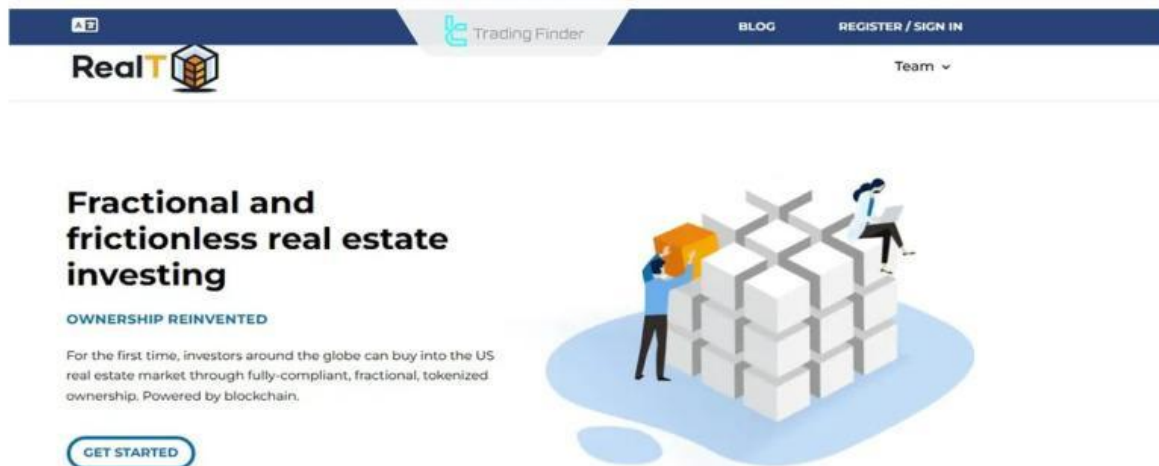 Trading Finder
BLOG
REGISTER / SIGN IN
RealT
Team
Fractional and
frictionless real estate
investing
OWNERSHIP REINVENTED
For the first time, investors around the globe can buy into the US
real estate market through fully-compliant, fractional, tokenized
ownership. Powered by blockchain.
GET STARTED